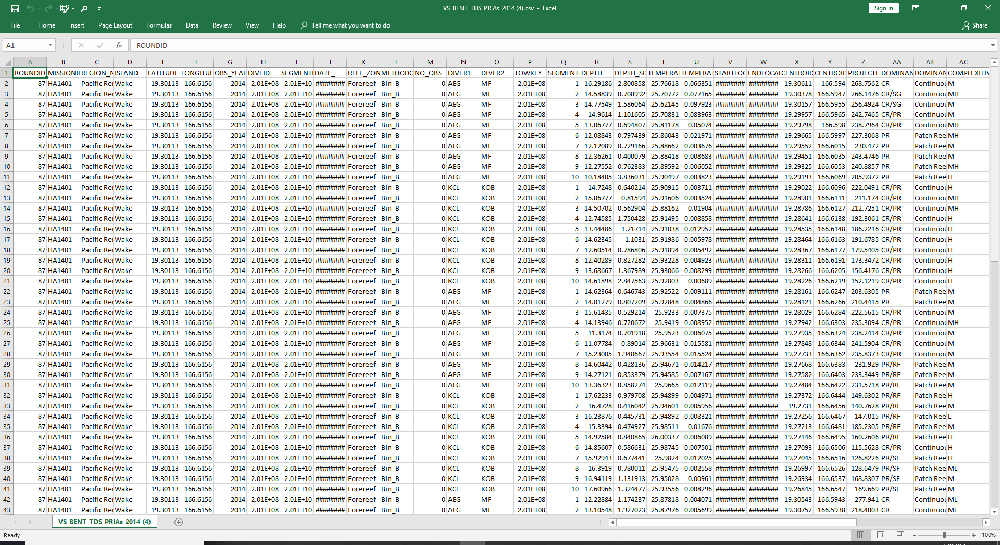 VS_BENT_TDS_PRIAs_2014 (4).csv - Excel
Sign in
File Home Insert Page Layout Formulas Data Review View Help Tell me what you want to do Share
A1 fx ROUNDID
A B C D E F G H I J K L M N O P Q R S T U V W X Y Z AA AB AC
1 ROUNDID MISSIONI REGION_N ISLAND LATITUDE LONGITUD OBS_YEAR DIVEID SEGMENTI DATE_ REEF_ZON METHODO NO_OBS DIVER1 DIVER2 TOWKEY SEGMENT DEPTH DEPTH_SD TEMPERAT TEMPERAT STARTLOC ENDLOCA CENTROID CENTROID PROJECTE DOMINAN DOMINAN COMPLEXI LIV
2 87 HA1401 Pacific Rei Wake 19.30113 166.6156 2014 2.01E+08 2.01E+10 ######## Forereef Bin_B 0 AEG MF 2.01E+08 1 16.29186 2.800858 25.76618 0.066351 ######## ######## 19.30611 166.594 268.7562 CR Continuou M
3 87 HA1401 Pacific Rei Wake 19.30113 166.6156 2014 2.01E+08 2.01E+10 ######## Forereef Bin_B 0 AEG MF 2.01E+08 2 14.58839 0.708992 25.70772 0.077165 ######## ######## 19.30378 166.5947 266.1476 CR/SG Continuou MH
4 87 HA1401 Pacific Rei Wake 19.30113 166.6156 2014 2.01E+08 2.01E+10 ######## Forereef Bin_B 0 AEG MF 2.01E+08 3 14.77549 1.586064 25.62145 0.097923 ######## ######## 19.30157 166.5955 256.4924 CR/SG Continuou M
5 87 HA1401 Pacific Rei Wake 19.30113 166.6156 2014 2.01E+08 2.01E+10 ######## Forereef Bin_B 0 AEG MF 2.01E+08 4 14.9614 1.101605 25.70831 0.083963 ######## ######## 19.29957 166.5965 242.7465 CR/PR Continuou M
6 87 HA1401 Pacific Rei Wake 19.30113 166.6156 2014 2.01E+08 2.01E+10 ######## Forereef Bin_B 0 AEG MF 2.01E+08 5 13.06777 0.694807 25.81178 0.05074 ######## ######## 19.29798 166.598 238.7964 CR/PR Continuou MH
7 87 HA1401 Pacific Rei Wake 19.30113 166.6156 2014 2.01E+08 2.01E+10 ######## Forereef Bin_B 0 AEG MF 2.01E+08 6 12.08843 0.797439 25.86043 0.021971 ######## ######## 19.29665 166.5997 227.3068 PR Patch Ree MH
8 87 HA1401 Pacific Rei Wake 19.30113 166.6156 2014 2.01E+08 2.01E+10 ######## Forereef Bin_B 0 AEG MF 2.01E+08 7 12.12089 0.729166 25.88662 0.003676 ######## ######## 19.29552 166.6015 230.472 PR Patch Ree M
9 87 HA1401 Pacific Rei Wake 19.30113 166.6156 2014 2.01E+08 2.01E+10 ######## Forereef Bin_B 0 AEG MF 2.01E+08 8 12.36261 0.400079 25.88418 0.008683 ######## ######## 19.29451 166.6035 243.4746 PR Patch Ree M
10 87 HA1401 Pacific Rei Wake 19.30113 166.6156 2014 2.01E+08 2.01E+10 ######## Forereef Bin_B 0 AEG MF 2.01E+08 9 12.27552 0.762383 25.89592 0.006052 ######## ######## 19.29325 166.6053 240.8857 PR Patch Ree MH
11 87 HA1401 Pacific Rei Wake 19.30113 166.6156 2014 2.01E+08 2.01E+10 ######## Forereef Bin_B 0 AEG MF 2.01E+08 10 10.18405 3.836031 25.90497 0.003823 ######## ######## 19.29193 166.6069 205.9372 PR Patch Ree H
12 87 HA1401 Pacific Rei Wake 19.30113 166.6156 2014 2.01E+08 2.01E+10 ######## Forereef Bin_B 0 KCL KOB 2.01E+08 1 14.7248 0.640214 25.90915 0.003711 ######## ######## 19.29022 166.6096 222.0491 CR/PR Continuou H
13 87 HA1401 Pacific Rei Wake 19.30113 166.6156 2014 2.01E+08 2.01E+10 ######## Forereef Bin_B 0 KCL KOB 2.01E+08 2 15.06777 0.81594 25.91606 0.003524 ######## ######## 19.28901 166.6111 211.174 CR/PR Continuou MH
14 87 HA1401 Pacific Rei Wake 19.30113 166.6156 2014 2.01E+08 2.01E+10 ######## Forereef Bin_B 0 KCL KOB 2.01E+08 3 14.50702 0.562904 25.88162 0.01904 ######## ######## 19.28786 166.6127 212.7251 CR/PR Continuou MH
15 87 HA1401 Pacific Rei Wake 19.30113 166.6156 2014 2.01E+08 2.01E+10 ######## Forereef Bin_B 0 KCL KOB 2.01E+08 4 12.74585 1.750428 25.91495 0.008858 ######## ######## 19.28641 166.6138 192.3061 CR/PR Continuou H
16 87 HA1401 Pacific Rei Wake 19.30113 166.6156 2014 2.01E+08 2.01E+10 ######## Forereef Bin_B 0 KCL KOB 2.01E+08 5 13.44486 1.21714 25.91038 0.012952 ######## ######## 19.28535 166.6148 186.2216 CR/PR Continuou H
17 87 HA1401 Pacific Rei Wake 19.30113 166.6156 2014 2.01E+08 2.01E+10 ######## Forereef Bin_B 0 KCL KOB 2.01E+08 6 14.62345 1.1031 25.91986 0.005978 ######## ######## 19.28464 166.6163 191.6785 CR/PR Continuou H
18 87 HA1401 Pacific Rei Wake 19.30113 166.6156 2014 2.01E+08 2.01E+10 ######## Forereef Bin_B 0 KCL KOB 2.01E+08 7 12.60514 0.786806 25.91894 0.005492 ######## ######## 19.28367 166.6177 179.5405 CR/PR Continuou H
19 87 HA1401 Pacific Rei Wake 19.30113 166.6156 2014 2.01E+08 2.01E+10 ######## Forereef Bin_B 0 KCL KOB 2.01E+08 8 12.40289 0.827282 25.93228 0.004923 ######## ######## 19.28311 166.6191 173.3472 CR/PR Continuou H
20 87 HA1401 Pacific Rei Wake 19.30113 166.6156 2014 2.01E+08 2.01E+10 ######## Forereef Bin_B 0 KCL KOB 2.01E+08 9 13.68667 1.367989 25.93066 0.008299 ######## ######## 19.28266 166.6205 156.4176 CR/PR Continuou H
21 87 HA1401 Pacific Rei Wake 19.30113 166.6156 2014 2.01E+08 2.01E+10 ######## Forereef Bin_B 0 KCL KOB 2.01E+08 10 14.61898 2.847563 25.92803 0.00689 ######## ######## 19.28226 166.6219 152.1219 CR/PR Continuou H
22 87 HA1401 Pacific Rei Wake 19.30113 166.6156 2014 2.01E+08 2.01E+10 ######## Forereef Bin_B 0 AEG MF 2.01E+08 1 14.62364 0.646743 25.92522 0.009111 ######## ######## 19.28161 166.6247 203.6305 PR Patch Ree M
23 87 HA1401 Pacific Rei Wake 19.30113 166.6156 2014 2.01E+08 2.01E+10 ######## Forereef Bin_B 0 AEG MF 2.01E+08 2 14.01279 0.807209 25.92848 0.004866 ######## ######## 19.28121 166.6266 210.4415 PR Patch Ree M
24 87 HA1401 Pacific Rei Wake 19.30113 166.6156 2014 2.01E+08 2.01E+10 ######## Forereef Bin_B 0 AEG MF 2.01E+08 3 15.61435 0.529214 25.9233 0.007375 ######## ######## 19.28029 166.6284 222.5615 CR/PR Continuou M
25 87 HA1401 Pacific Rei Wake 19.30113 166.6156 2014 2.01E+08 2.01E+10 ######## Forereef Bin_B 0 AEG MF 2.01E+08 4 14.13946 0.720672 25.9419 0.008952 ######## ######## 19.27942 166.6303 235.3094 CR/PR Continuou MH
26 87 HA1401 Pacific Rei Wake 19.30113 166.6156 2014 2.01E+08 2.01E+10 ######## Forereef Bin_B 0 AEG MF 2.01E+08 5 11.3174 0.701918 25.9523 0.006075 ######## ######## 19.27935 166.6324 238.2414 CR/PR Continuou M
27 87 HA1401 Pacific Rei Wake 19.30113 166.6156 2014 2.01E+08 2.01E+10 ######## Forereef Bin_B 0 AEG MF 2.01E+08 6 11.07784 0.89014 25.96631 0.015581 ######## ######## 19.27848 166.6344 241.5904 CR/PR Continuou M
28 87 HA1401 Pacific Rei Wake 19.30113 166.6156 2014 2.01E+08 2.01E+10 ######## Forereef Bin_B 0 AEG MF 2.01E+08 7 15.23005 1.940667 25.93554 0.015524 ######## ######## 19.27733 166.6362 235.8373 CR/PR Continuou M
29 87 HA1401 Pacific Rei Wake 19.30113 166.6156 2014 2.01E+08 2.01E+10 ######## Forereef Bin_B 0 AEG MF 2.01E+08 8 14.60442 0.428136 25.94671 0.014217 ######## ######## 19.27668 166.6383 231.929 PR/RF Patch Ree M
30 87 HA1401 Pacific Rei Wake 19.30113 166.6156 2014 2.01E+08 2.01E+10 ######## Forereef Bin_B 0 AEG MF 2.01E+08 9 14.27121 0.853379 25.94585 0.007167 ######## ######## 19.27582 166.6403 233.3449 PR/RF Patch Ree M
31 87 HA1401 Pacific Rei Wake 19.30113 166.6156 2014 2.01E+08 2.01E+10 ######## Forereef Bin_B 0 AEG MF 2.01E+08 10 13.36323 0.858274 25.9665 0.012119 ######## ######## 19.27484 166.6422 231.5718 PR/RF Patch Ree M
32 87 HA1401 Pacific Rei Wake 19.30113 166.6156 2014 2.01E+08 2.01E+10 ######## Forereef Bin_B 0 KCL KOB 2.01E+08 1 17.62233 0.979708 25.94899 0.004971 ######## ######## 19.27372 166.6444 149.6302 PR/RF Patch Ree H
33 87 HA1401 Pacific Rei Wake 19.30113 166.6156 2014 2.01E+08 2.01E+10 ######## Forereef Bin_B 0 KCL KOB 2.01E+08 2 16.4728 0.416042 25.94601 0.005956 ######## ######## 19.2731 166.6456 140.7628 PR/RF Patch Ree M
34 87 HA1401 Pacific Rei Wake 19.30113 166.6156 2014 2.01E+08 2.01E+10 ######## Forereef Bin_B 0 KCL KOB 2.01E+08 3 16.23876 0.445731 25.94892 0.008321 ######## ######## 19.27256 166.6467 147.015 PR/RF Patch Ree L
35 87 HA1401 Pacific Rei Wake 19.30113 166.6156 2014 2.01E+08 2.01E+10 ######## Forereef Bin_B 0 KCL KOB 2.01E+08 4 15.3394 0.474927 25.98511 0.01676 ######## ######## 19.27213 166.6481 185.2305 PR/RF Patch Ree M
36 87 HA1401 Pacific Rei Wake 19.30113 166.6156 2014 2.01E+08 2.01E+10 ######## Forereef Bin_B 0 KCL KOB 2.01E+08 5 14.92584 0.840865 26.00337 0.006089 ######## ######## 19.27146 166.6495 160.2606 PR/RF Patch Ree H
37 87 HA1401 Pacific Rei Wake 19.30113 166.6156 2014 2.01E+08 2.01E+10 ######## Forereef Bin_B 0 KCL KOB 2.01E+08 6 14.85607 0.586631 25.98745 0.007501 ######## ######## 19.27093 166.6506 115.5628 CR/PR Continuou H
38 87 HA1401 Pacific Rei Wake 19.30113 166.6156 2014 2.01E+08 2.01E+10 ######## Forereef Bin_B 0 KCL KOB 2.01E+08 7 15.92943 0.677441 25.9824 0.012025 ######## ######## 19.27045 166.6516 126.8226 PR/SF Patch Ree H
39 87 HA1401 Pacific Rei Wake 19.30113 166.6156 2014 2.01E+08 2.01E+10 ######## Forereef Bin_B 0 KCL KOB 2.01E+08 8 16.3919 0.780011 25.95475 0.002558 ######## ######## 19.26997 166.6526 128.6479 PR/SF Patch Ree ML
40 87 HA1401 Pacific Rei Wake 19.30113 166.6156 2014 2.01E+08 2.01E+10 ######## Forereef Bin_B 0 KCL KOB 2.01E+08 9 16.94119 1.131913 25.95028 0.00961 ######## ######## 19.26934 166.6537 168.8307 PR/SF Patch Ree M
41 87 HA1401 Pacific Rei Wake 19.30113 166.6156 2014 2.01E+08 2.01E+10 ######## Forereef Bin_B 0 KCL KOB 2.01E+08 10 17.60966 1.324477 25.93556 0.008296 ######## ######## 19.26845 166.6547 169.669 PR/SF Patch Ree M
42 87 HA1401 Pacific Rei Wake 19.30113 166.6156 2014 2.01E+08 2.01E+10 ######## Forereef Bin_B 0 AEG MF 2.01E+08 1 12.22884 1.174237 25.87818 0.004071 ######## ######## 19.30543 166.5943 277.941 CR Continuou ML
43 87 HA1401 Pacific Rei Wake 19.30113 166.6156 2014 2.01E+08 2.01E+10 ######## Forereef Bin_B 0 AEG MF 2.01E+08 2 13.10548 1.927023 25.87976 0.005699 ######## ######## 19.30752 166.5938 218.4003 CR Continuou ML
VS_BENT_TDS_PRIAs_2014 (4)
Ready 100%